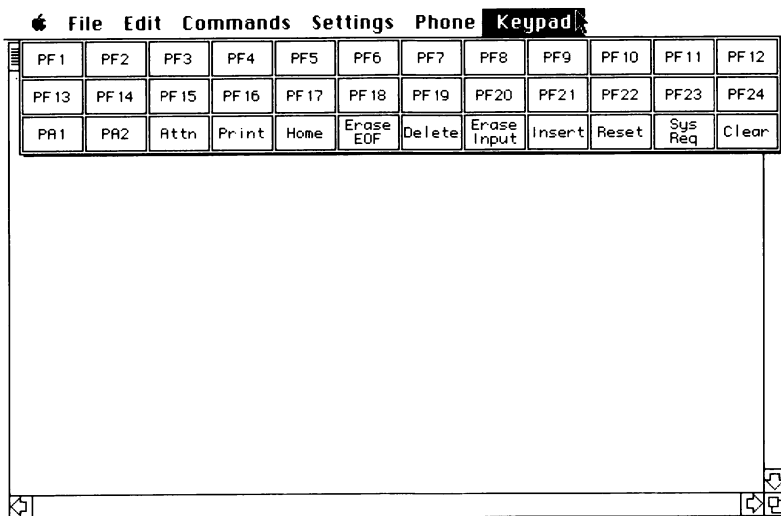 File Edit Commands Settings Phone Keypad
PF1 PF2 PF3 PF4 PF5 PF6 PF7 PF8 PF9 PF10 PF11 PF12
PF13 PF14 PF15 PF16 PF17 PF18 PF19 PF20 PF21 PF22 PF23 PF24
PA1 PA2 Attn Print Home Erase EOF Delete Erase Input Insert Reset Sys Req Clear